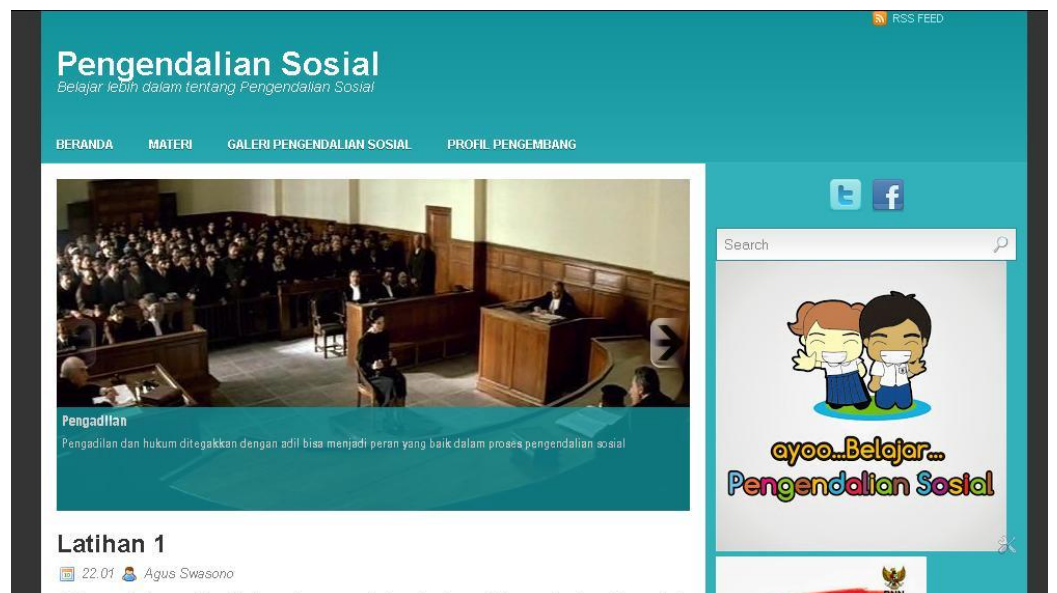 RSS FEED
Pengendalian Sosial
Belajar lebih dalam tentang Pengendalian Sosial
BERANDA MATERI GALERI PENGENDALIAN SOSIAL PROFIL PENGEMBANG
Search
Pengadilan
Pengadilan dan hukum ditegakkan dengan adil bisa menjadi peran yang baik dalam proses pengendalian sosial
ayoo...Belajar...
Pengendalian Sosial
Latihan 1
22.01 Agus Swasono